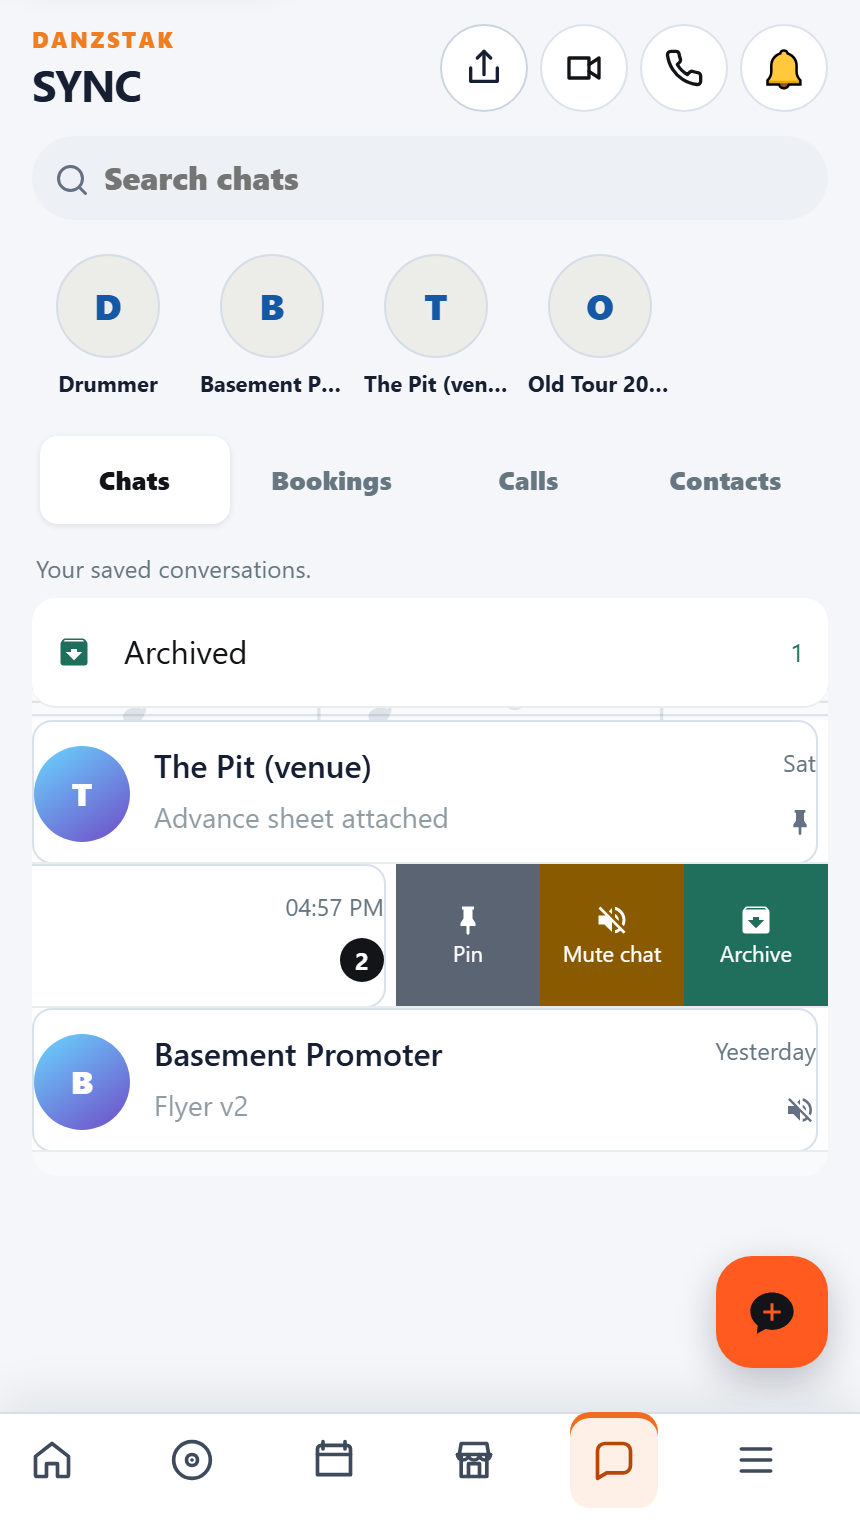 DANZSTAK
SYNC
Search chats
D
B
T
O
Drummer
Basement P...
The Pit (ven...
Old Tour 20...
Chats
Bookings
Calls
Contacts
Your saved conversations.
Archived
1
T
The Pit (venue)
Sat
Advance sheet attached
04:57 PM
2
Pin
Mute chat
Archive
B
Basement Promoter
Yesterday
Flyer v2